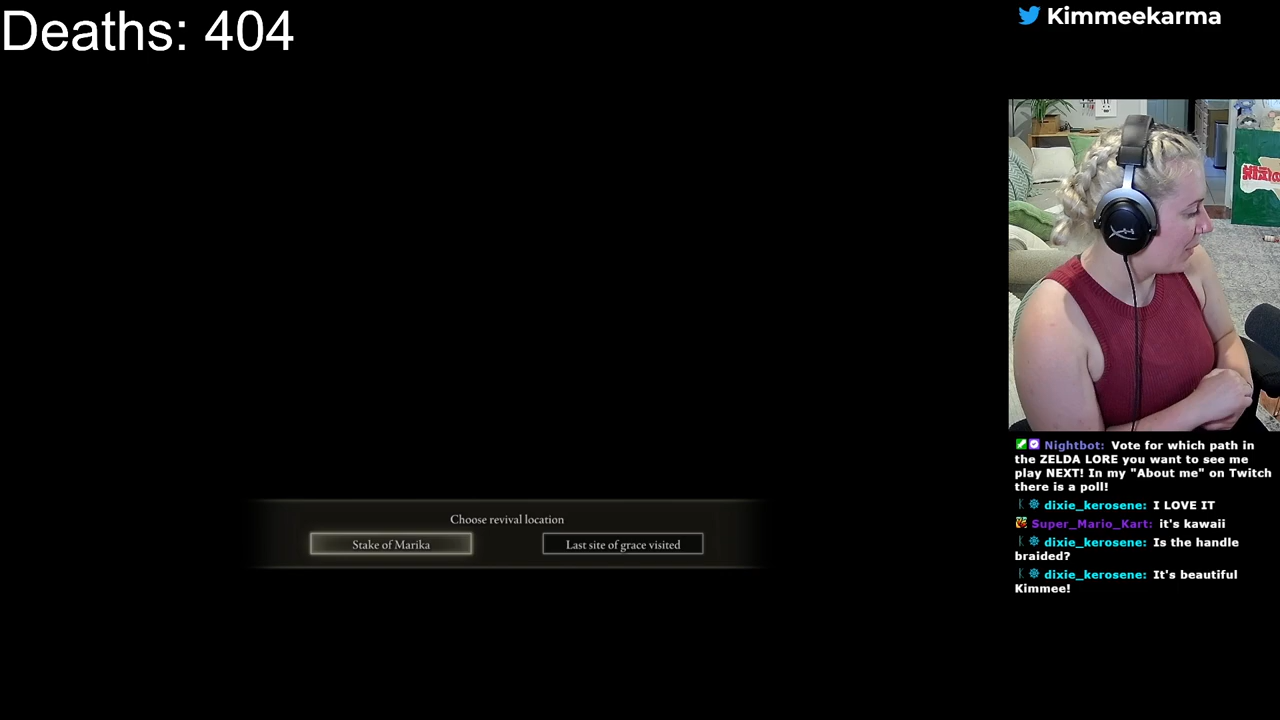 Deaths: 404
Kimmeekarma
Nightbot: Vote for which path in
the ZELDA LORE you want to see me
play NEXT! In my "About me" on Twitch
there is a poll!
dixie_kerosene: I LOVE IT
Super_Mario_Kart: it's kawaii
dixie_kerosene: Is the handle
braided?
dixie_kerosene: It's beautiful
Kimmee!
Choose revival location
Stake of Marika
Last site of grace visited